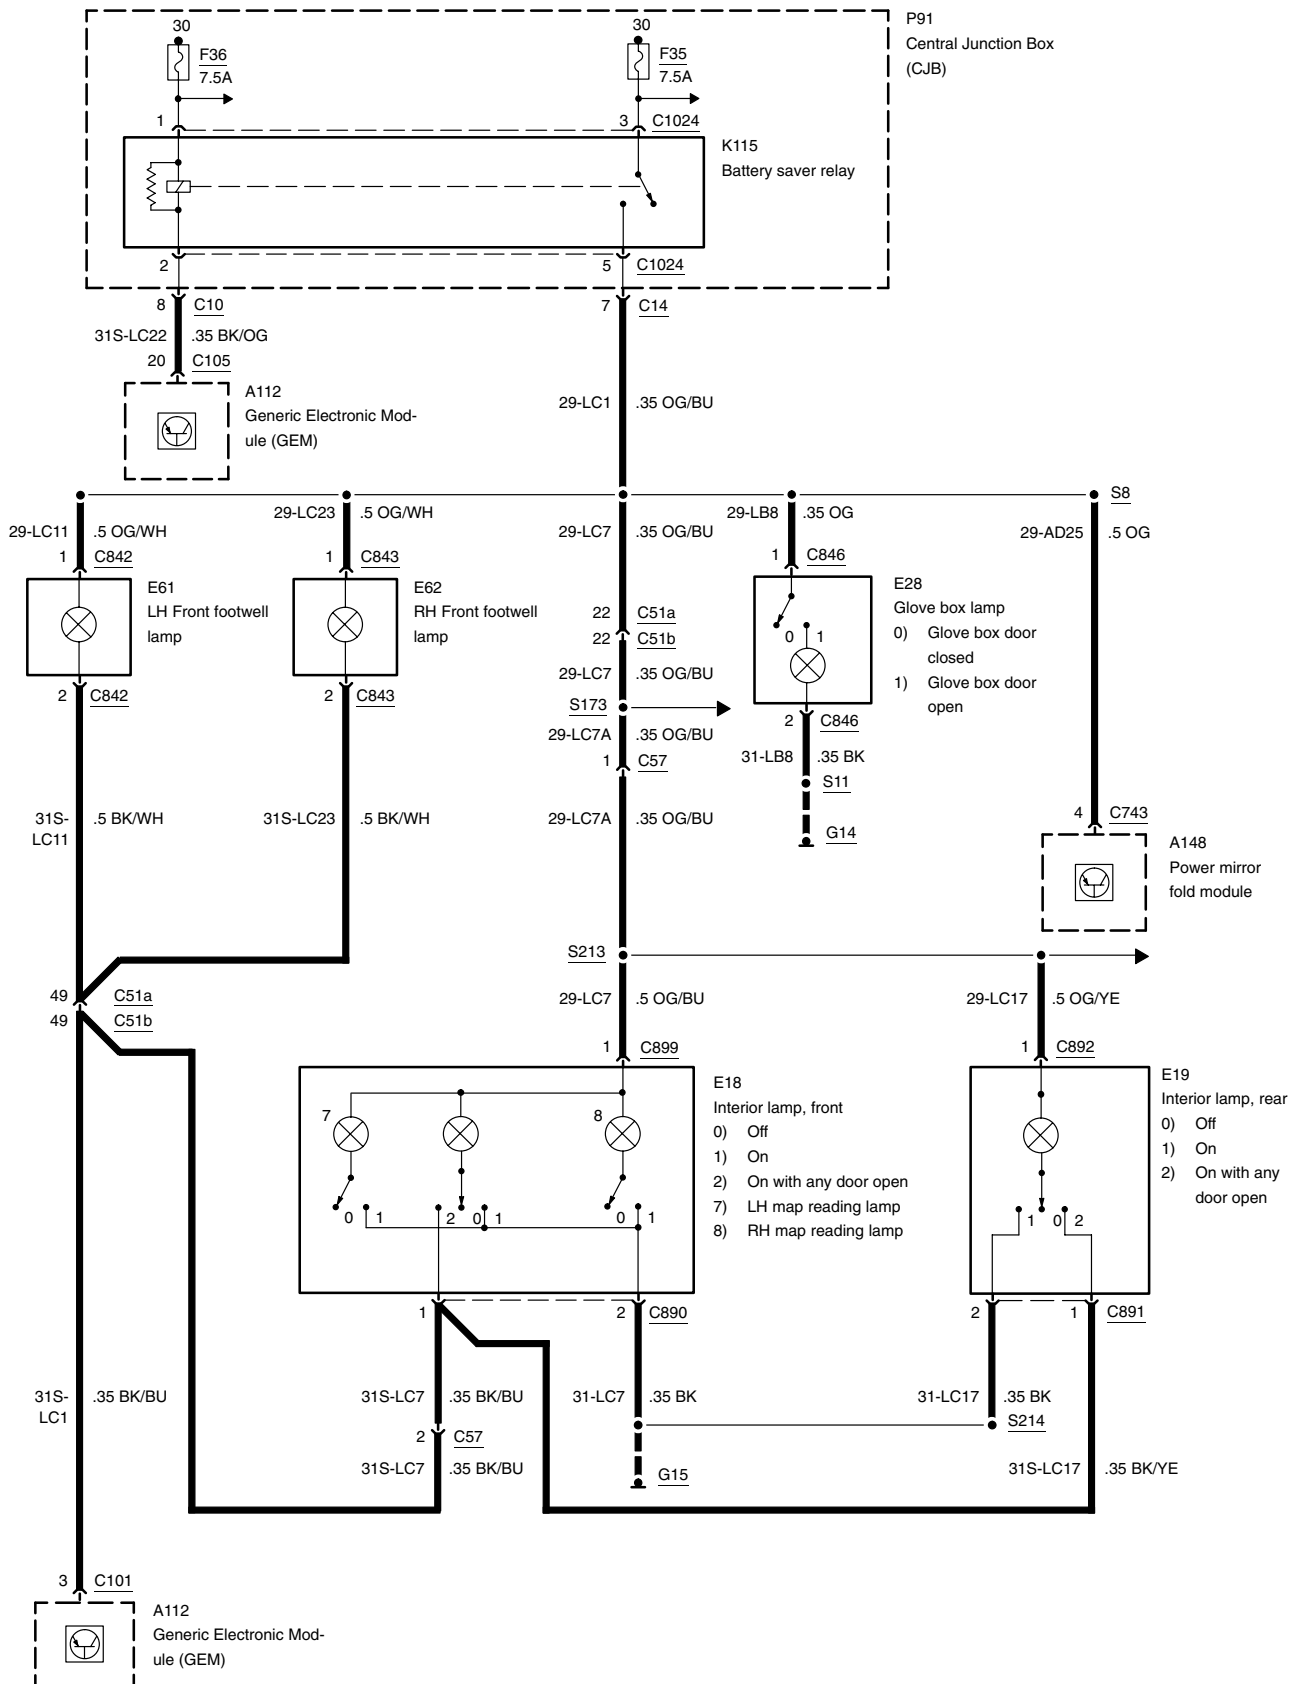 30
30
P91
Central Junction Box
(CJB)
F36
7.5A
F35
7.5A
1
3
C1024
K115
Battery saver relay
2
5
C1024
8
C10
7
C14
31S-LC22
.35 BK/OG
20
C105
A112
Generic Electronic Mod-
ule (GEM)
29-LC1
.35 OG/BU
S8
29-LC11
.5 OG/WH
29-LC23
.5 OG/WH
29-LC7
.35 OG/BU
29-LB8
.35 OG
29-AD25
.5 OG
1
C842
1
C843
1
C846
E61
LH Front footwell
lamp
E62
RH Front footwell
lamp
22
C51a
22
C51b
E28
Glove box lamp
0) Glove box door
closed
1) Glove box door
open
0
1
29-LC7
.35 OG/BU
2
C842
2
C843
S173
2
C846
29-LC7A
.35 OG/BU
31-LB8
.35 BK
1
C57
S11
31S-
LC11
.5 BK/WH
31S-LC23
.5 BK/WH
29-LC7A
.35 OG/BU
G14
4
C743
A148
Power mirror
fold module
S213
49
C51a
49
C51b
29-LC7
.5 OG/BU
29-LC17
.5 OG/YE
1
C899
1
C892
E18
Interior lamp, front
0) Off
1) On
2) On with any door open
7) LH map reading lamp
8) RH map reading lamp
7
8
0
1
2
0
1
0
1
E19
Interior lamp, rear
0) Off
1) On
2) On with any
door open
1
0
2
1
2
C890
2
1
C891
31S-
LC1
.35 BK/BU
31S-LC7
.35 BK/BU
31-LC7
.35 BK
31-LC17
.35 BK
S214
2
C57
31S-LC7
.35 BK/BU
G15
31S-LC17
.35 BK/YE
3
C101
A112
Generic Electronic Mod-
ule (GEM)